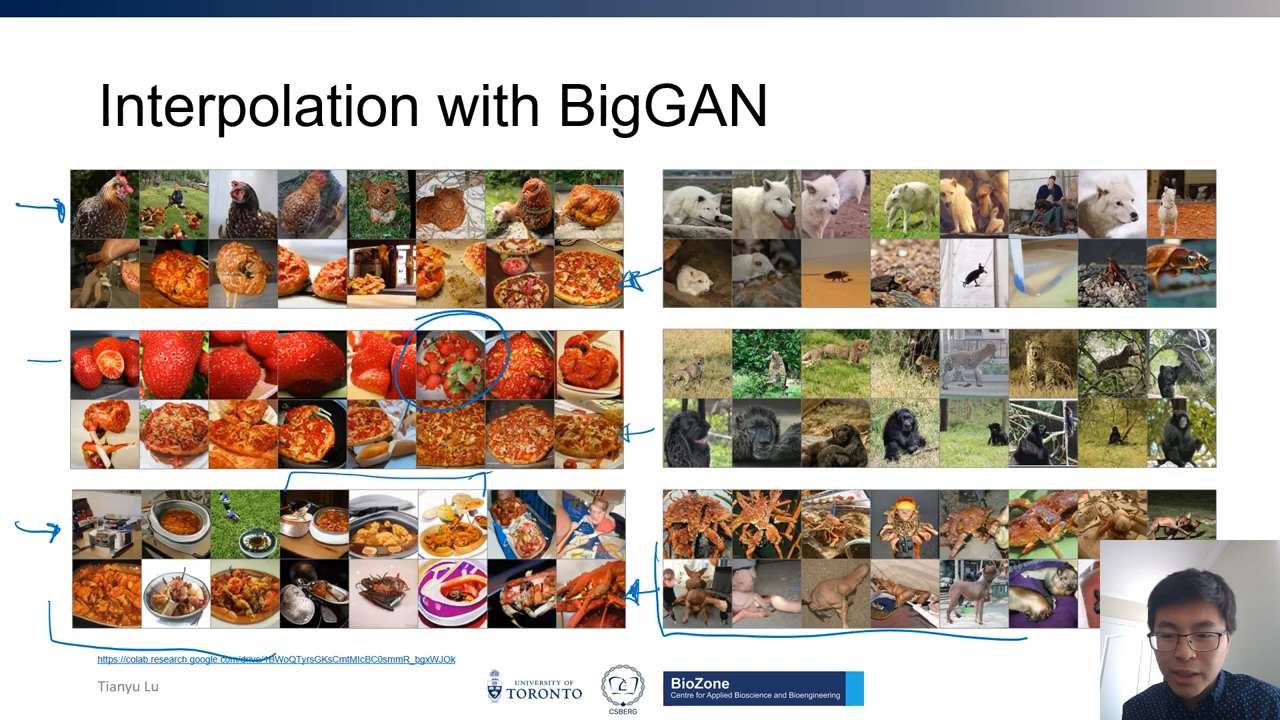 Interpolation with BigGAN
https://colab.research.google.com/drive/1BWoQTyrsGKsCmtMIcBC0smmR_bgxWJOk
Tianyu Lu
UNIVERSITY OF
TORONTO
CSBERG
BioZone
Centre for Applied Bioscience and Bioengineering